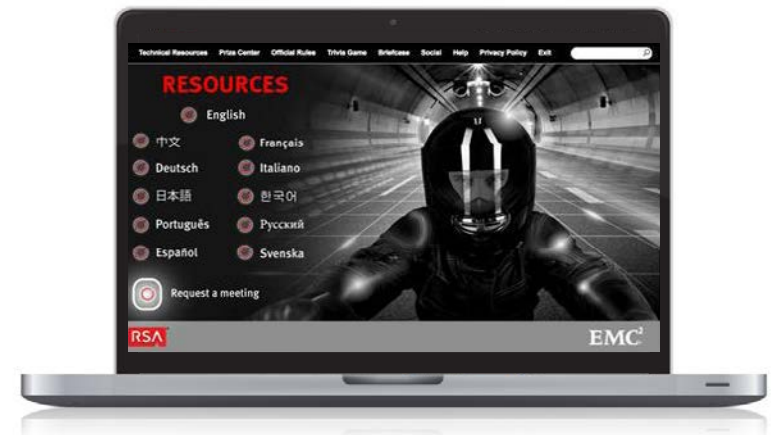 Technical Resources Prize Center Official Rules Trivia Game Briefcase Social Help Privacy Policy Exit
RESOURCES
English
中文 Français
Deutsch Italiano
日本語 한국어
Português Русский
Español Svenska
Request a meeting
RSA EMC²